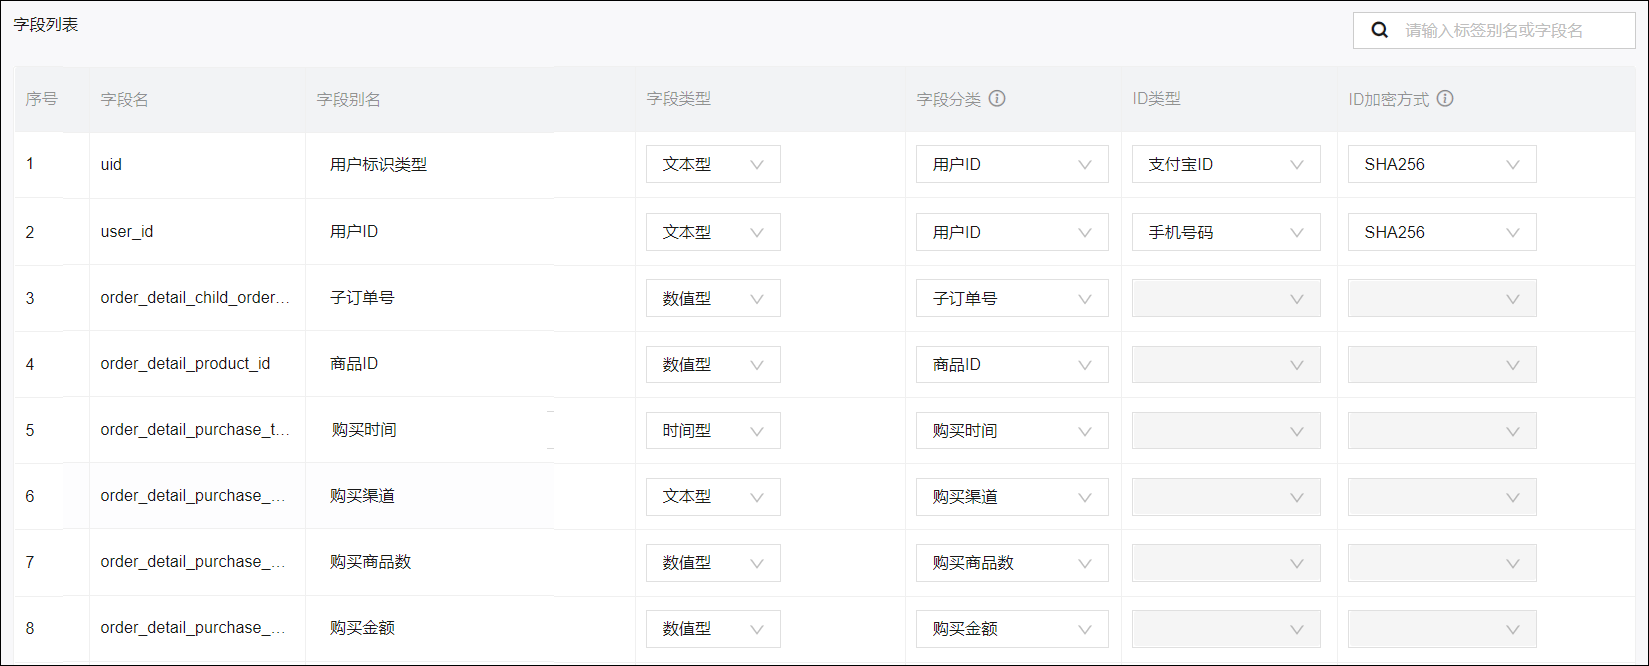 字段列表
请输入标签别名或字段名
序号 字段名 字段别名 字段类型 字段分类 ID类型 ID加密方式
1 uid 用户标识类型 文本型 用户ID 支付宝ID SHA256
2 user_id 用户ID 文本型 用户ID 手机号码 SHA256
3 order_detail_child_order... 子订单号 数值型 子订单号
4 order_detail_product_id 商品ID 数值型 商品ID
5 order_detail_purchase_t... 购买时间 时间型 购买时间
6 order_detail_purchase_... 购买渠道 文本型 购买渠道
7 order_detail_purchase_... 购买商品数 数值型 购买商品数
8 order_detail_purchase_... 购买金额 数值型 购买金额